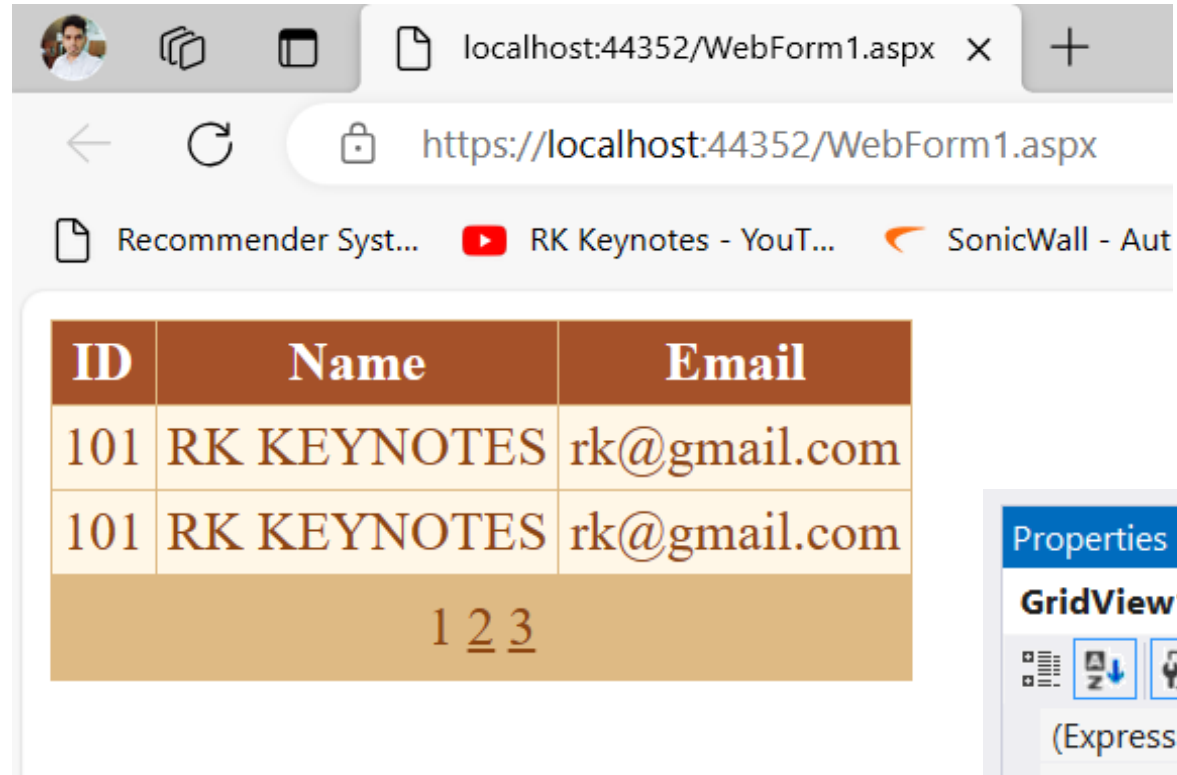 localhost:44352/WebForm1.aspx
https://localhost:44352/WebForm1.aspx
Recommender Syst... RK Keynotes - YouT... SonicWall - Aut
ID Name Email
101 RK KEYNOTES rk@gmail.com
101 RK KEYNOTES rk@gmail.com
1 2 3
Properties
GridView
A Z
(Express